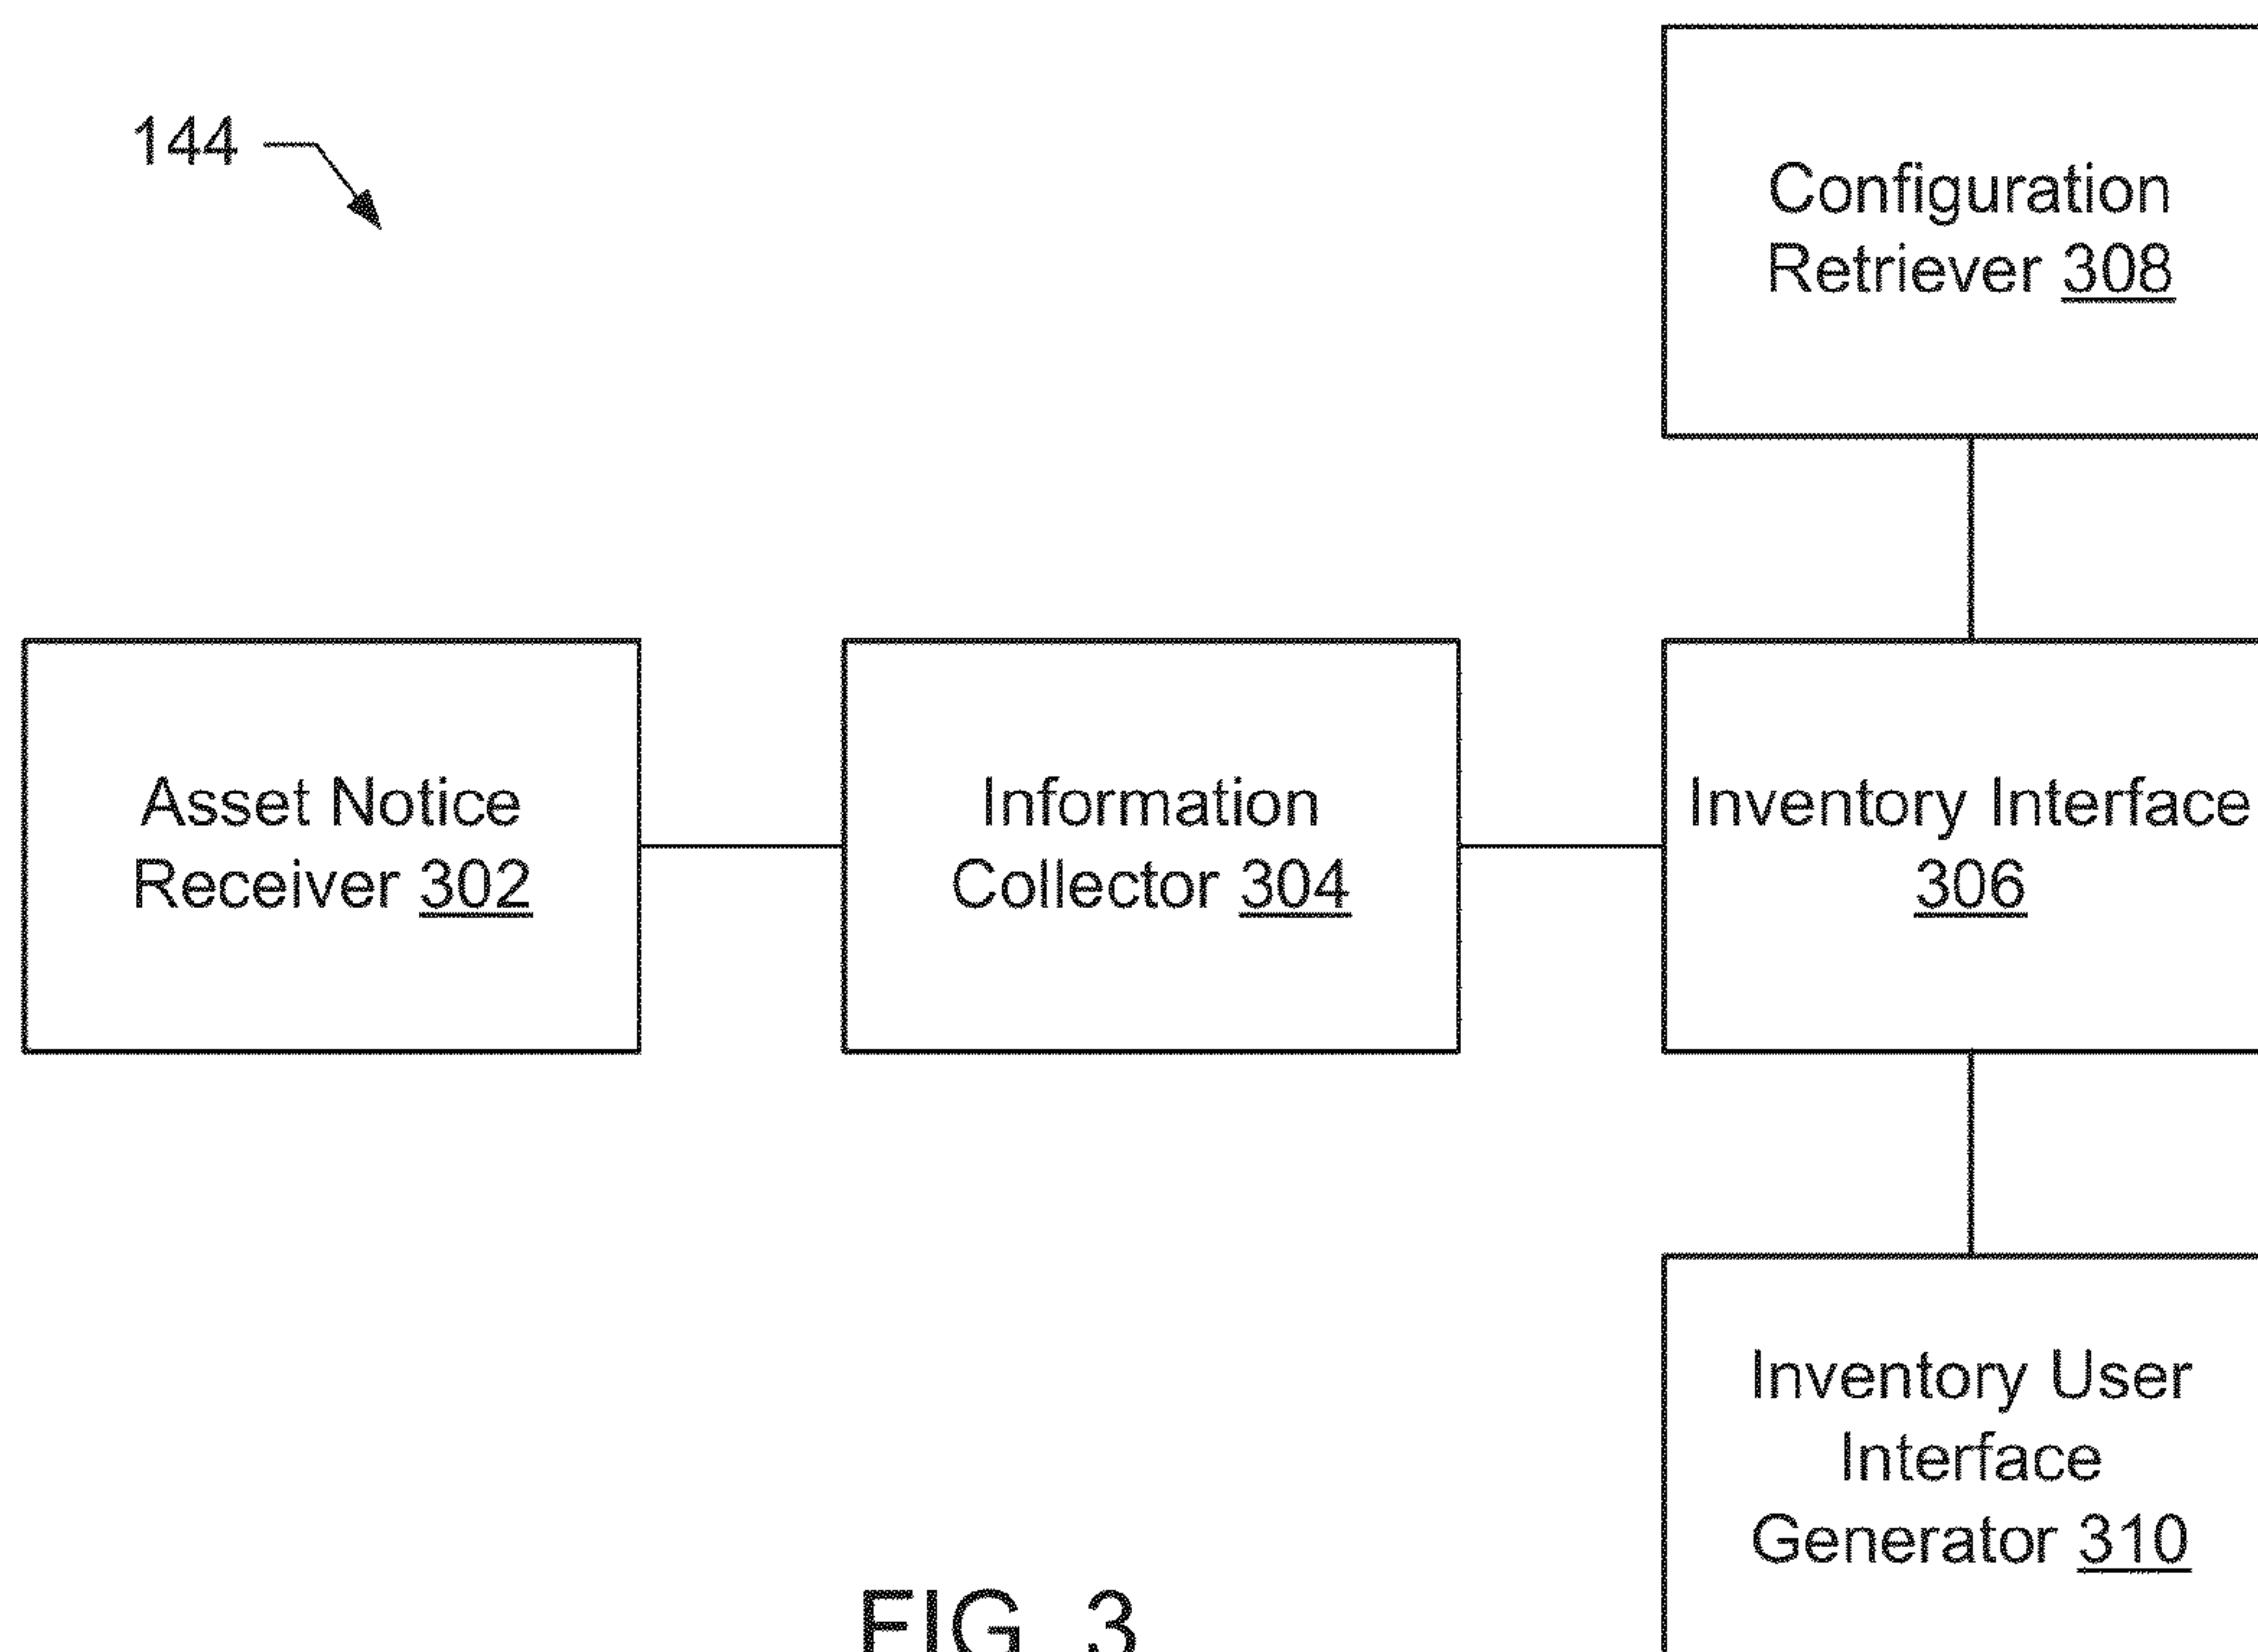 144
Configuration
Retriever 308
Asset Notice
Receiver 302
Information
Collector 304
Inventory Interface
306
Inventory User
Interface
Generator 310
FIG. 3